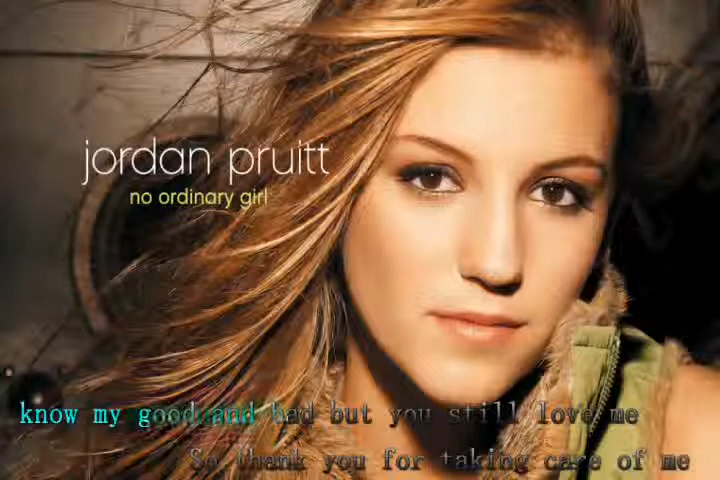 jordan pruitt
no ordinary girl
know my good and bad but you still love me
So thank you for taking care of me